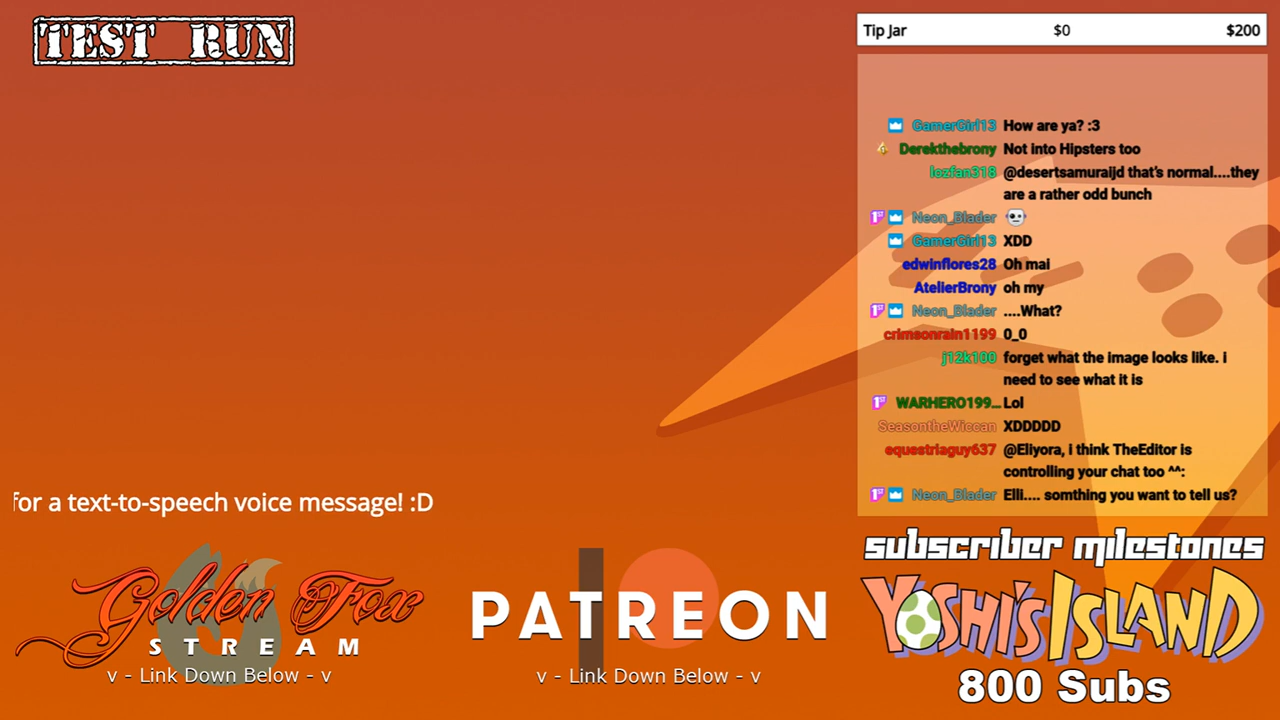 TEST RUN
Tip Jar $0 $200
GamerGirl13 How are ya? :3
Derekthebrony Not into Hipsters too
lozfan318 @desertsamuraijd that's normal....they
are a rather odd bunch
Neon_Blader
GamerGirl13 XDD
edwinflores28 Oh mai
AtelierBrony oh my
Neon_Blader ....What?
crimsonrain1199 0_0
j12k100 forget what the image looks like. i
need to see what it is
WARHERO199... Lol
SeasontheWiccan XDDDDD
equestriaguy637 @Eliyora, i think TheEditor is
controlling your chat too ^^:
Neon_Blader Elli.... somthing you want to tell us?
for a text-to-speech voice message! :D
Golden Fox
STREAM
v - Link Down Below - v
PATREON
v - Link Down Below - v
subscriber milestones
YOSHI'S ISLAND
800 Subs